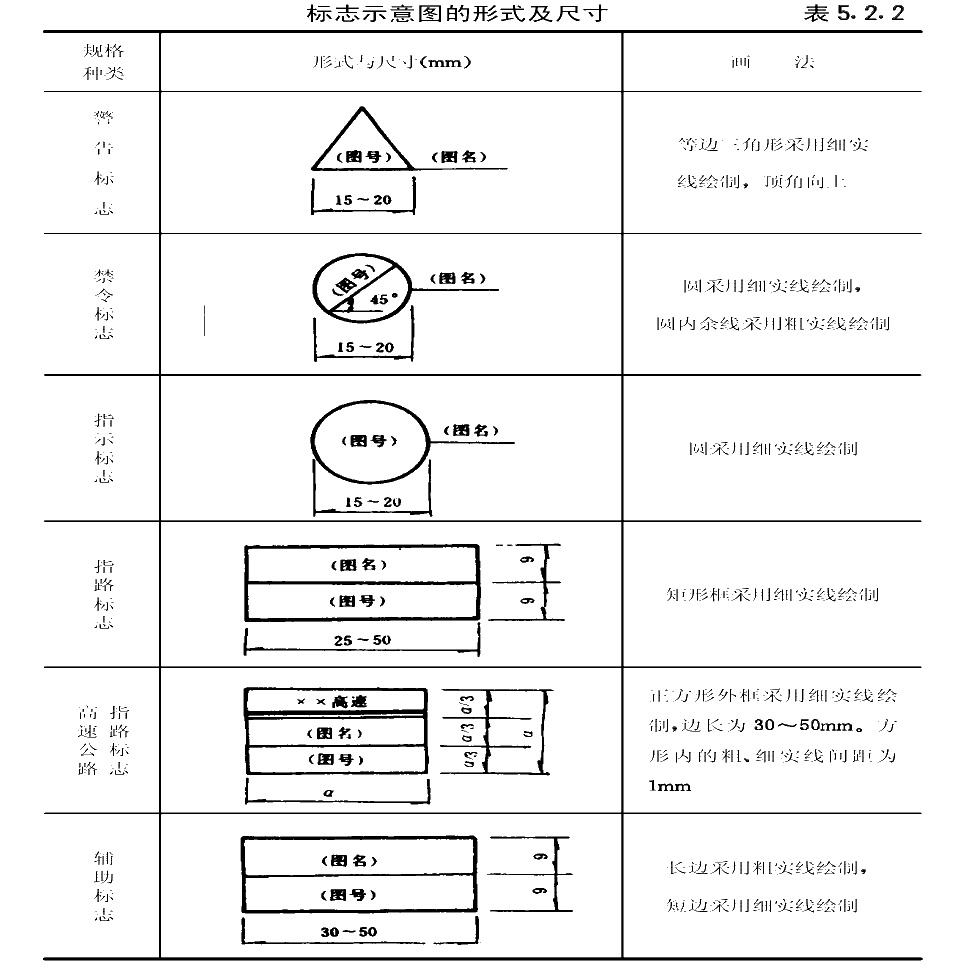 标志示意图的形式及尺寸
表 5.2.2
规格
种类
形式与尺寸(mm)
画 法
警
告
标
志
(图号)
(图名)
15~20
等边三角形采用细实
线绘制，顶角向上
禁
令
标
志
(图号)
45°
(图名)
15~20
圆采用细实线绘制，
圆内余线采用粗实线绘制
指
示
标
志
(图号)
(图名)
15~20
圆采用细实线绘制
指
路
标
志
(图名)
(图号)
9
9
25~50
矩形框采用细实线绘制
高 指
速 路
公 标
路 志
××高速
(图名)
(图号)
a/3
a/3
a/3
a
a
正方形外框采用细实线绘
制，边长为 30~50mm。方
形内的粗、细实线间距为
1mm
辅
助
标
志
(图名)
(图号)
9
9
30~50
长边采用粗实线绘制，
短边采用细实线绘制